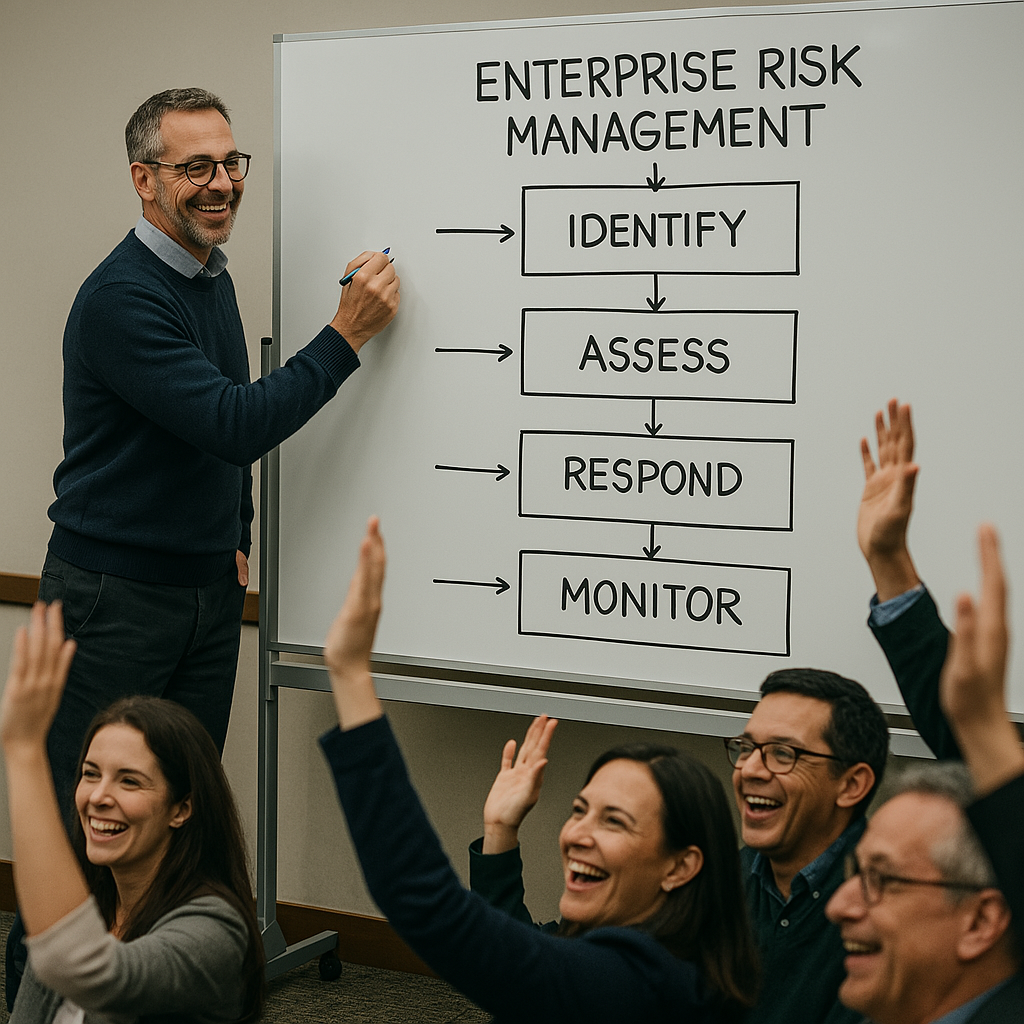 ENTERPRISE RISK
MANAGEMENT
IDENTIFY
ASSESS
RESPOND
MONITOR